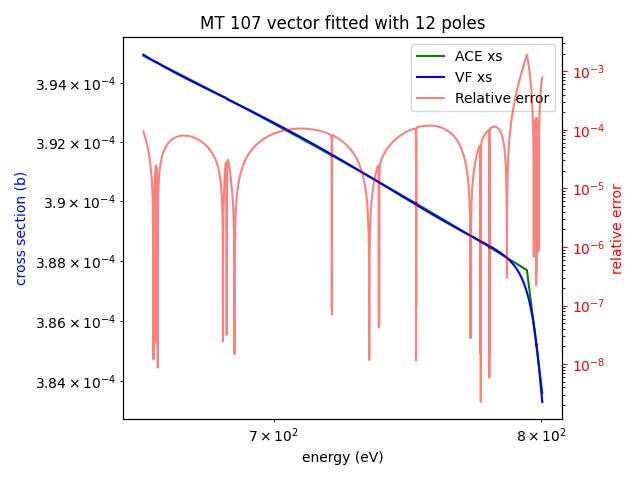 MT 107 vector fitted with 12 poles
ACE xs
VF xs
Relative error
3.94 × 10⁻⁴
3.92 × 10⁻⁴
3.9 × 10⁻⁴
3.88 × 10⁻⁴
3.86 × 10⁻⁴
3.84 × 10⁻⁴
cross section (b)
10⁻³
10⁻⁴
10⁻⁵
10⁻⁶
10⁻⁷
10⁻⁸
relative error
7 × 10² 8 × 10²
energy (eV)